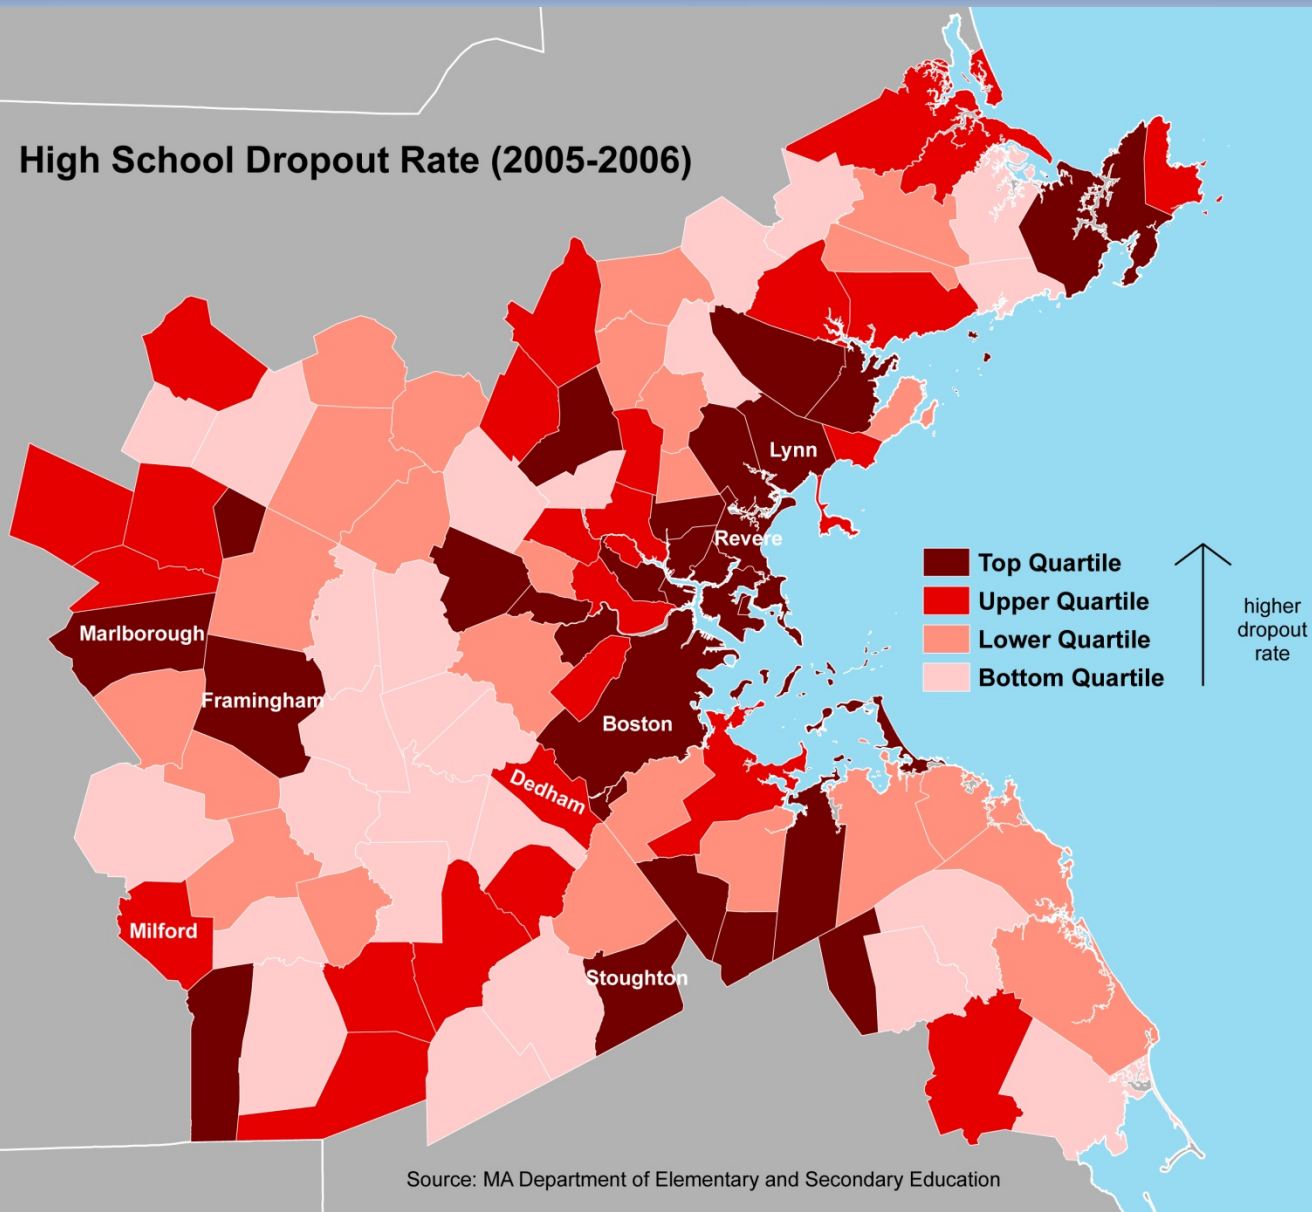 High School Dropout Rate (2005-2006)
Lynn
Revere
Top Quartile
Upper Quartile
Lower Quartile
Bottom Quartile
higher
dropout
rate
Marlborough
Framingham
Boston
Dedham
Milford
Stoughton
Source: MA Department of Elementary and Secondary Education